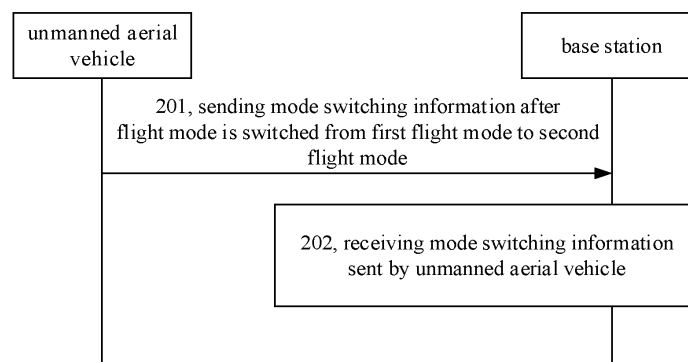 unmanned aerial
vehicle
base station
201, sending mode switching information after
flight mode is switched from first flight mode to second
flight mode
202, receiving mode switching information
sent by unmanned aerial vehicle